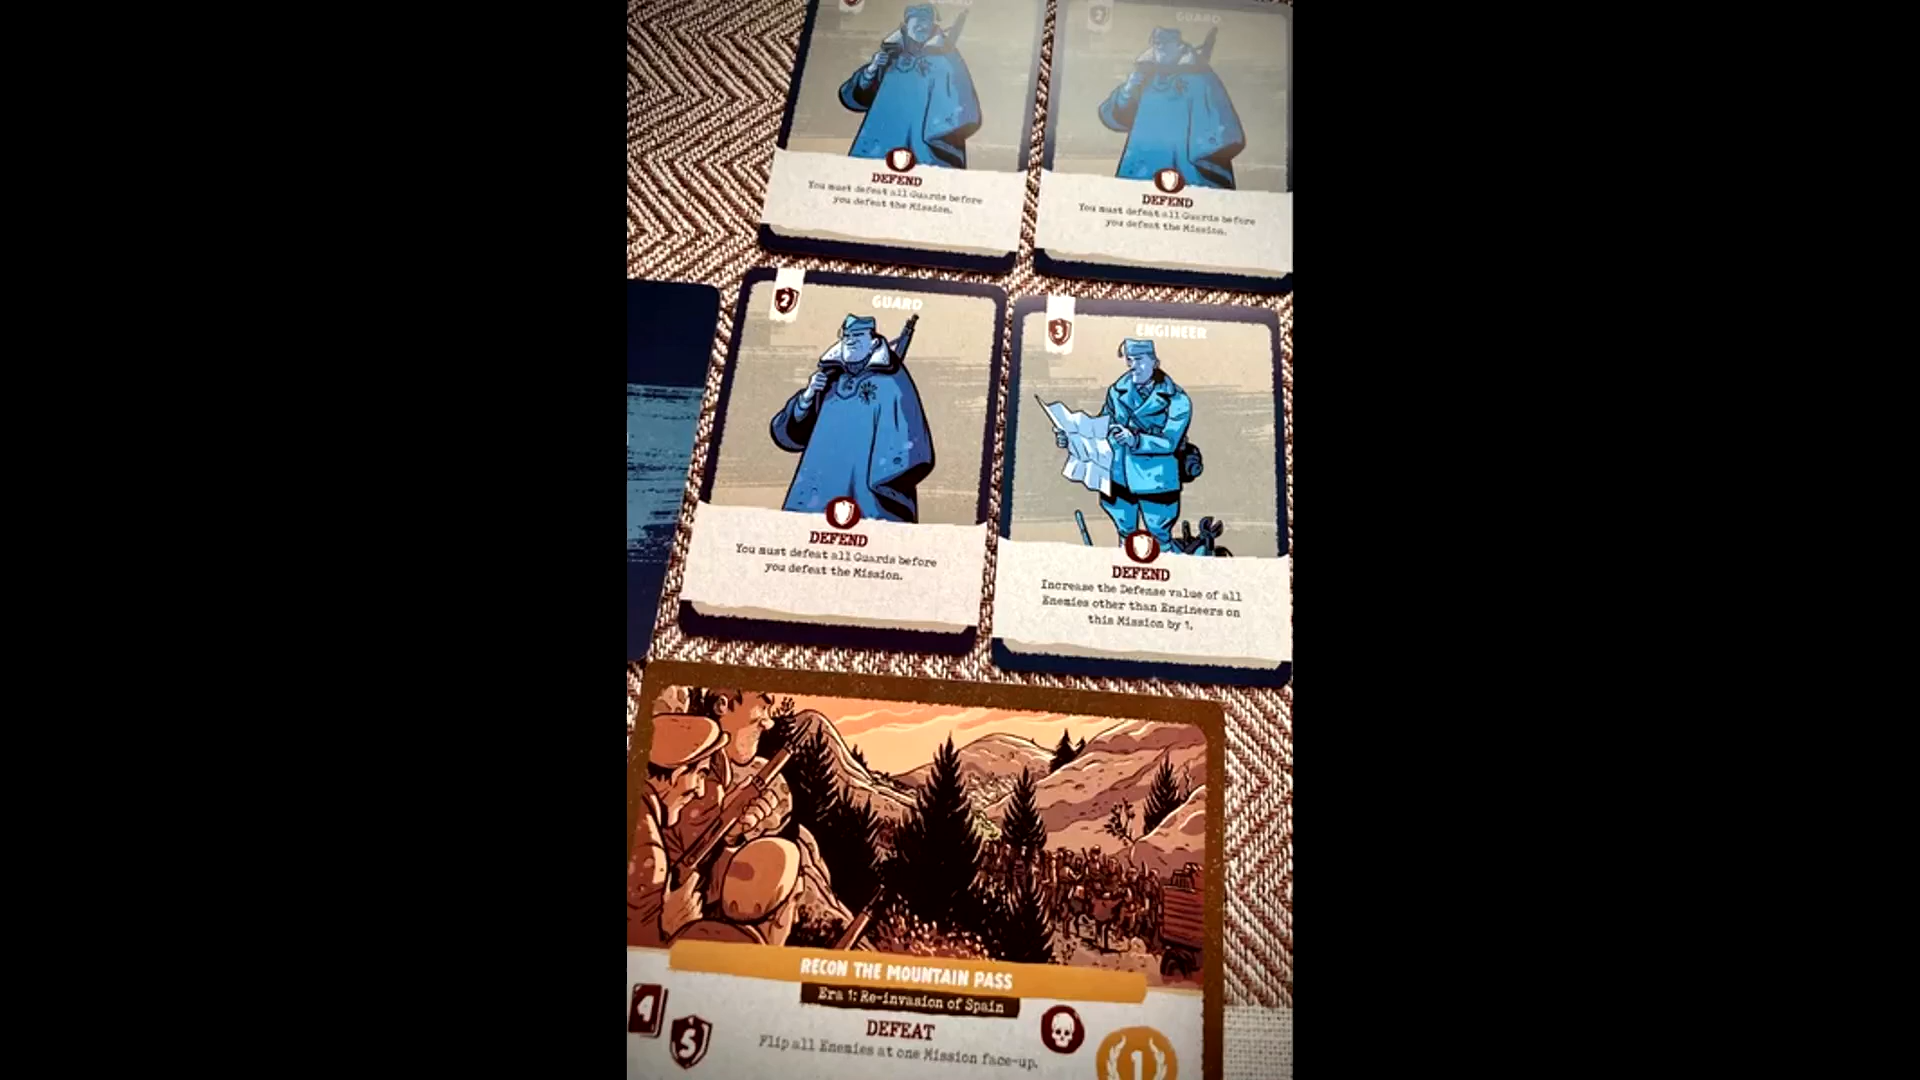 GUARD
DEFEND
You must defeat all Guards before
you defeat the Mission.
2
GUARD
DEFEND
You must defeat all Guards before
you defeat the Mission.
2
GUARD
DEFEND
You must defeat all Guards before
you defeat the Mission.
3
ENGINEER
DEFEND
Increase the Defense value of all
Enemies other than Engineers on
this Mission by 1.
RECON THE MOUNTAIN PASS
Era 1: Re-invasion of Spain
4
5
DEFEAT
Flip all Enemies at one Mission face-up.
1